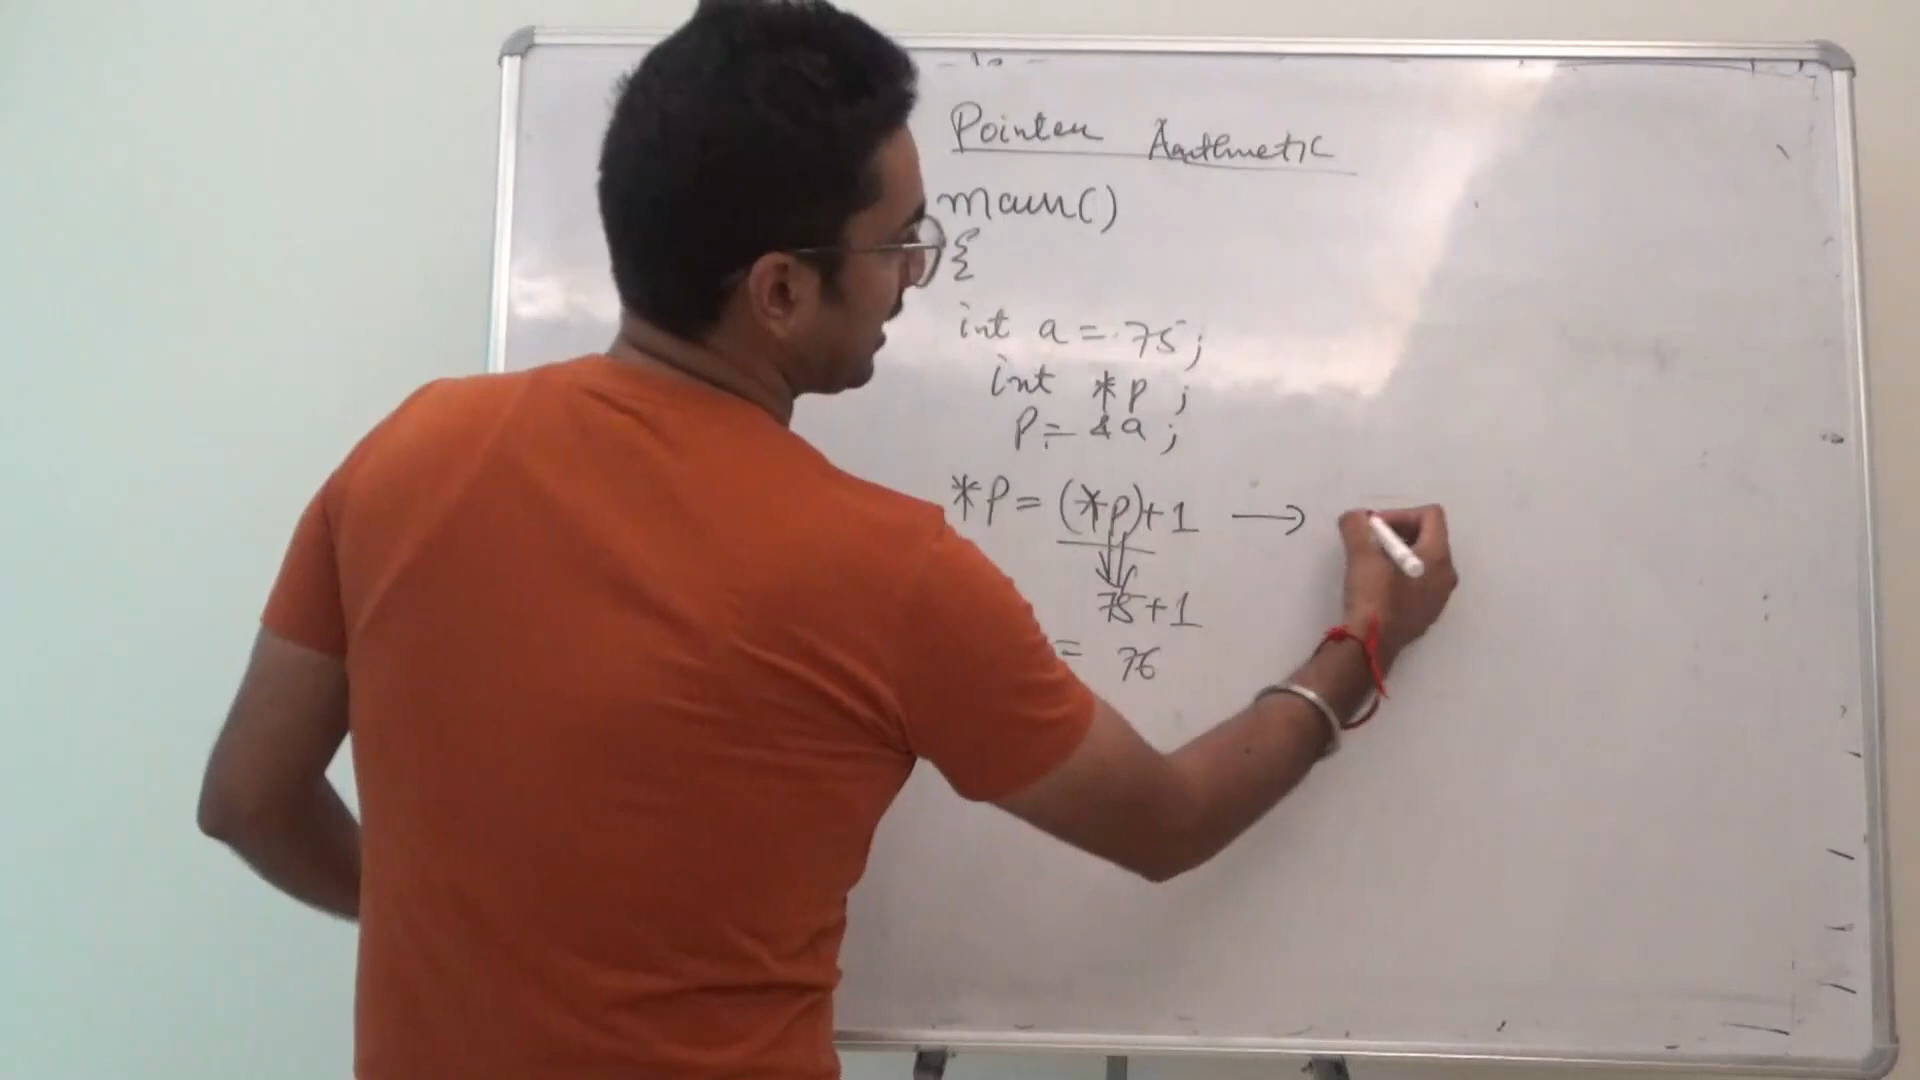 Pointer Arithmetic
main()
{
int a = 75;
int *p ;
p = &a ;
*p = (*p)+1 →
75+1
= 76